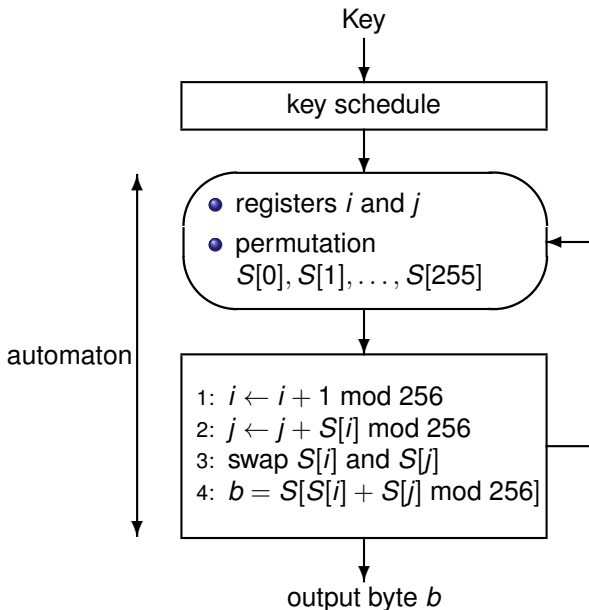 Key
key schedule
• registers i and j
• permutation
S[0], S[1], . . . , S[255]
automaton
1: i ← i + 1 mod 256
2: j ← j + S[i] mod 256
3: swap S[i] and S[j]
4: b = S[S[i] + S[j] mod 256]
output byte b